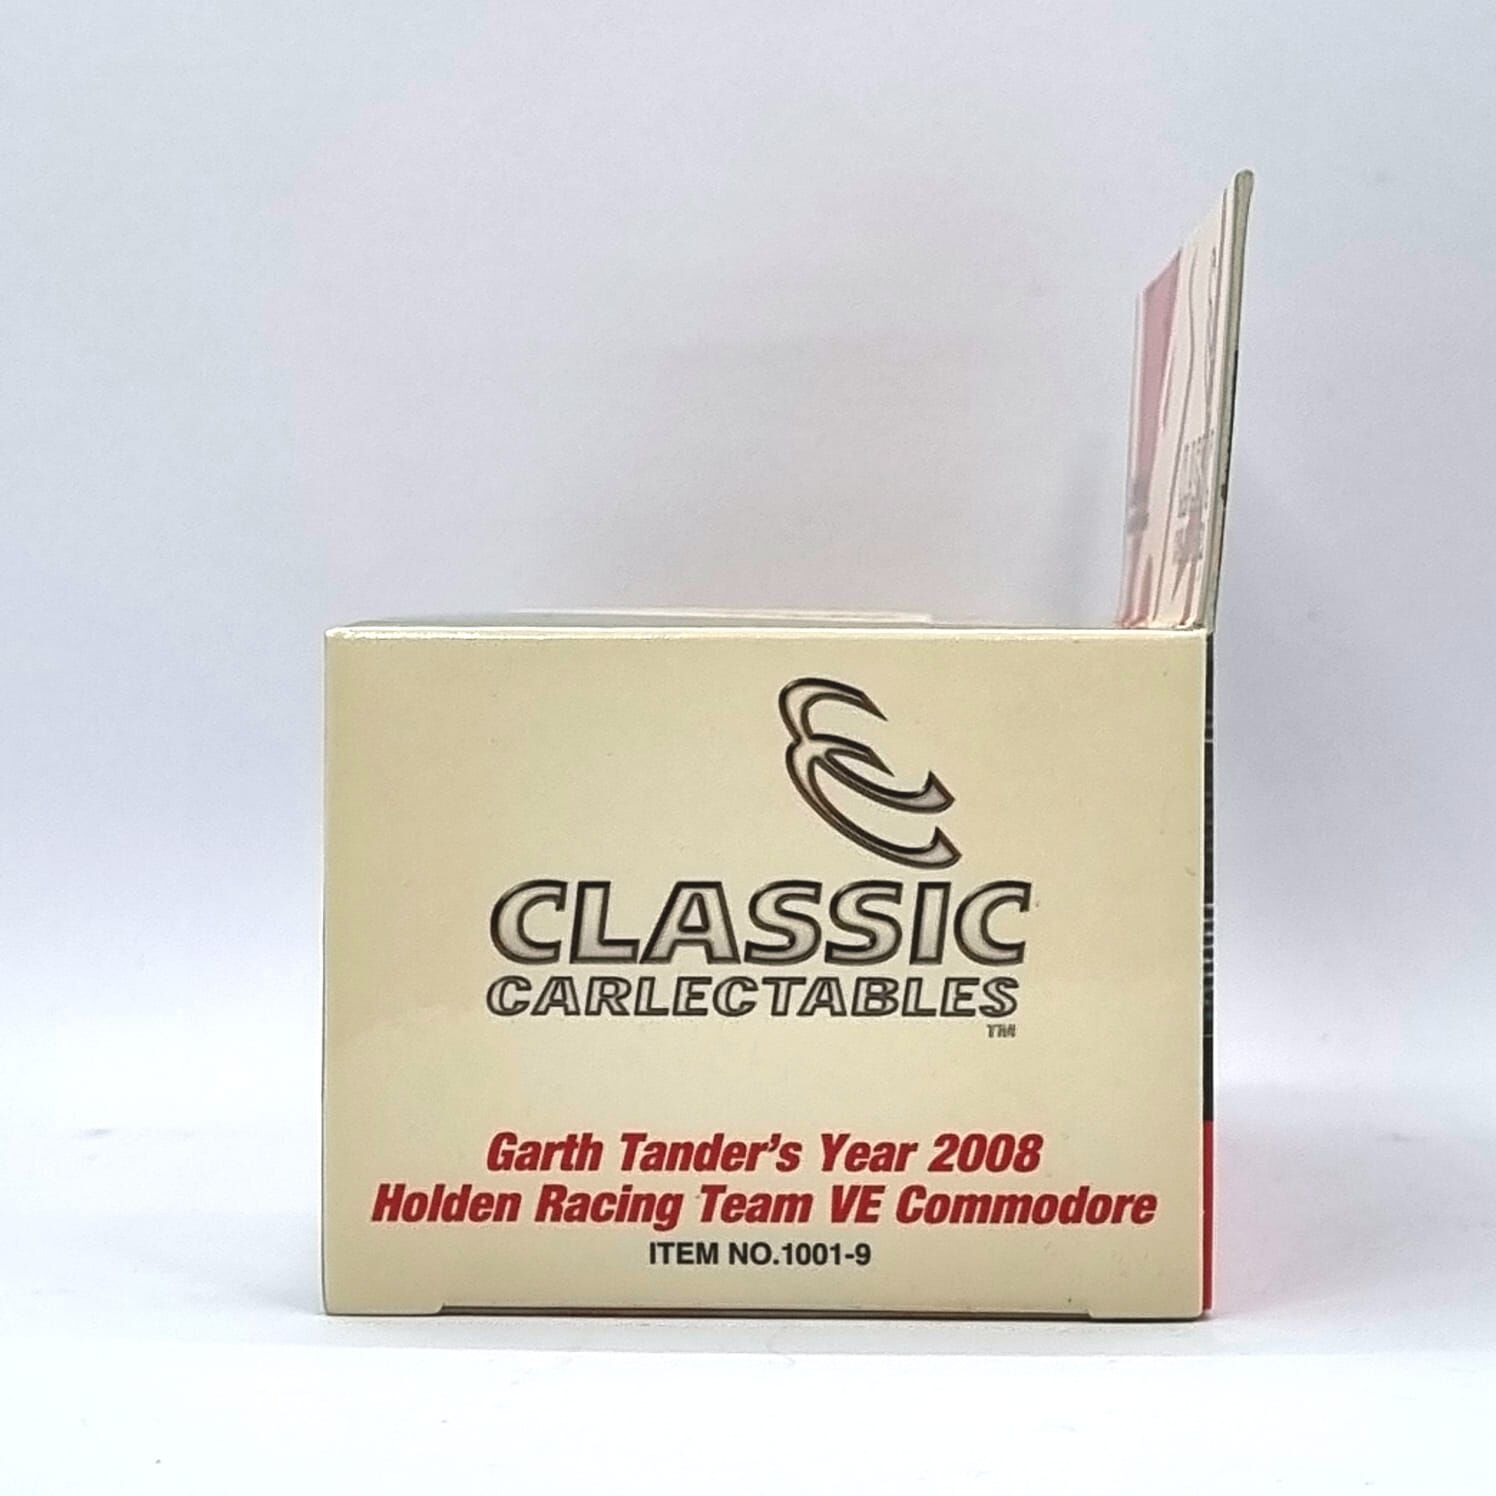 CLASSIC
CARLECTABLES
TM
Garth Tander's Year 2008
Holden Racing Team VE Commodore
ITEM NO.1001-9